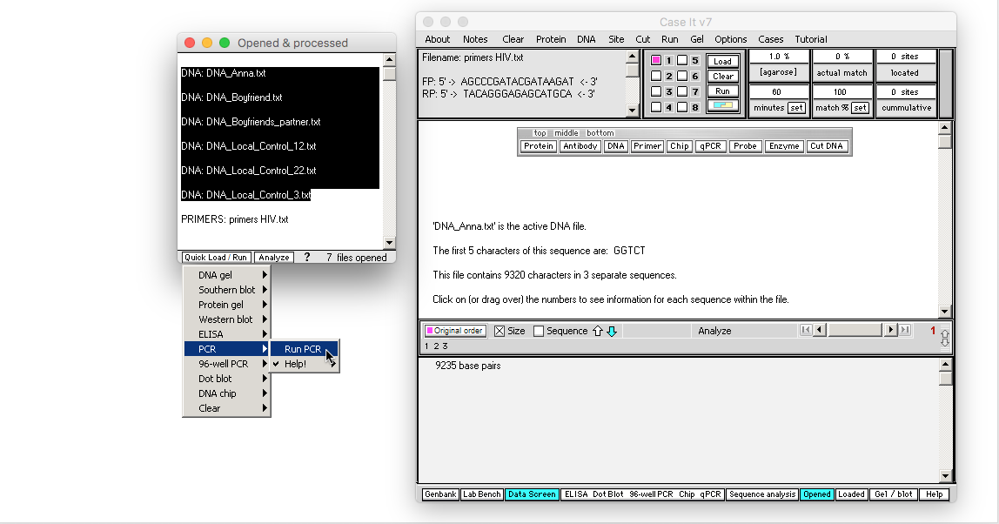 Opened & processed
DNA: DNA_Anna.txt
DNA: DNA_Boyfriend.txt
DNA: DNA_Boyfriends_partner.txt
DNA: DNA_Local_Control_12.txt
DNA: DNA_Local_Control_22.txt
DNA: DNA_Local_Control_3.txt
PRIMERS: primers HIV.txt
Quick Load / Run Analyze ? 7 files opened
DNA gel
Southern blot
Protein gel
Western blot
ELISA
PCR
96-well PCR
Dot blot
DNA chip
Clear
Run PCR
Help!
Case It v7
About Notes Clear Protein DNA Site Cut Run Gel Options Cases Tutorial
Filename: primers HIV.txt
FP: 5' -> AGCCCGATACGATAAGAT <- 3'
RP: 5' -> TACAGGGAGAGCATGCA <- 3'
1 5 Load
2 6 Clear
3 7 Run
4 8
1.0 % 0 % 0 sites
[agarose] actual match located
60 100 0 sites
minutes set match % set cummulative
top middle bottom
Protein Antibody DNA Primer Chip qPCR Probe Enzyme Cut DNA
'DNA_Anna.txt' is the active DNA file.
The first 5 characters of this sequence are: GGTCT
This file contains 9320 characters in 3 separate sequences.
Click on (or drag over) the numbers to see information for each sequence within the file.
Original order Size Sequence Analyze 1
1 2 3
9235 base pairs
Genbank Lab Bench Data Screen ELISA Dot Blot 96-well PCR Chip qPCR Sequence analysis Opened Loaded Gel / blot Help